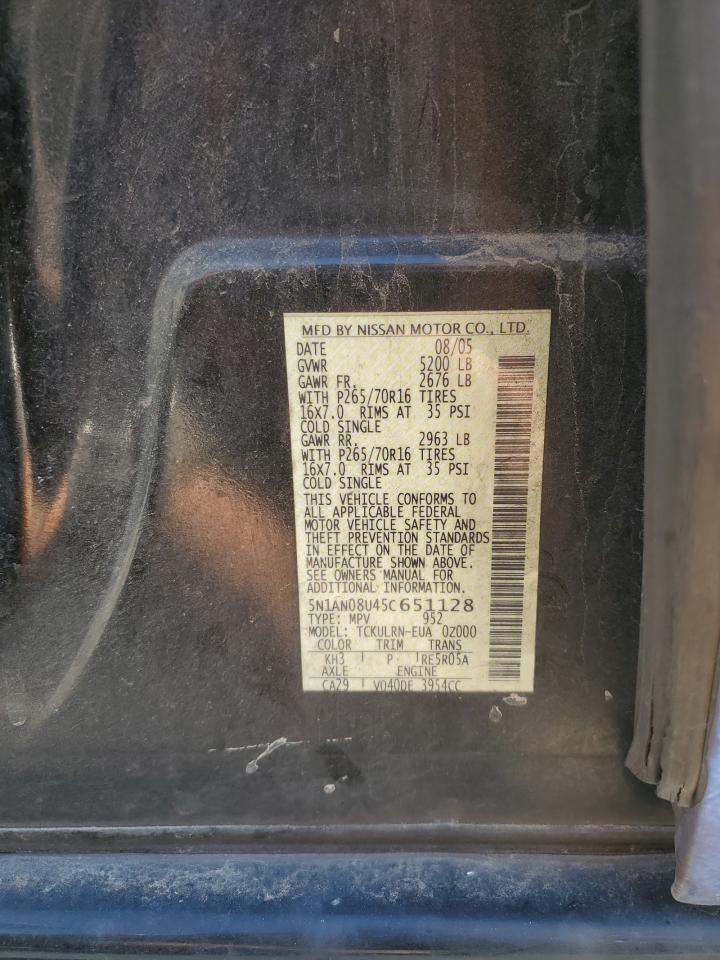 MFD BY NISSAN MOTOR CO., LTD.
DATE 08/05
GVWR 5200 LB
GAWR FR. 2676 LB
WITH P265/70R16 TIRES
16X7.0 RIMS AT 35 PSI
COLD SINGLE
GAWR RR. 2963 LB
WITH P265/70R16 TIRES
16X7.0 RIMS AT 35 PSI
COLD SINGLE
THIS VEHICLE CONFORMS TO
ALL APPLICABLE FEDERAL
MOTOR VEHICLE SAFETY AND
THEFT PREVENTION STANDARDS
IN EFFECT ON THE DATE OF
MANUFACTURE SHOWN ABOVE.
SEE OWNERS MANUAL FOR
ADDITIONAL INFORMATION.
5N1AN08U45C651128
TYPE: MPV 952
MODEL: TCKULRN-EUA 0Z000
COLOR TRIM TRANS
KH3 P RE5R05A
AXLE ENGINE
CA29 VQ40DE 3954CC